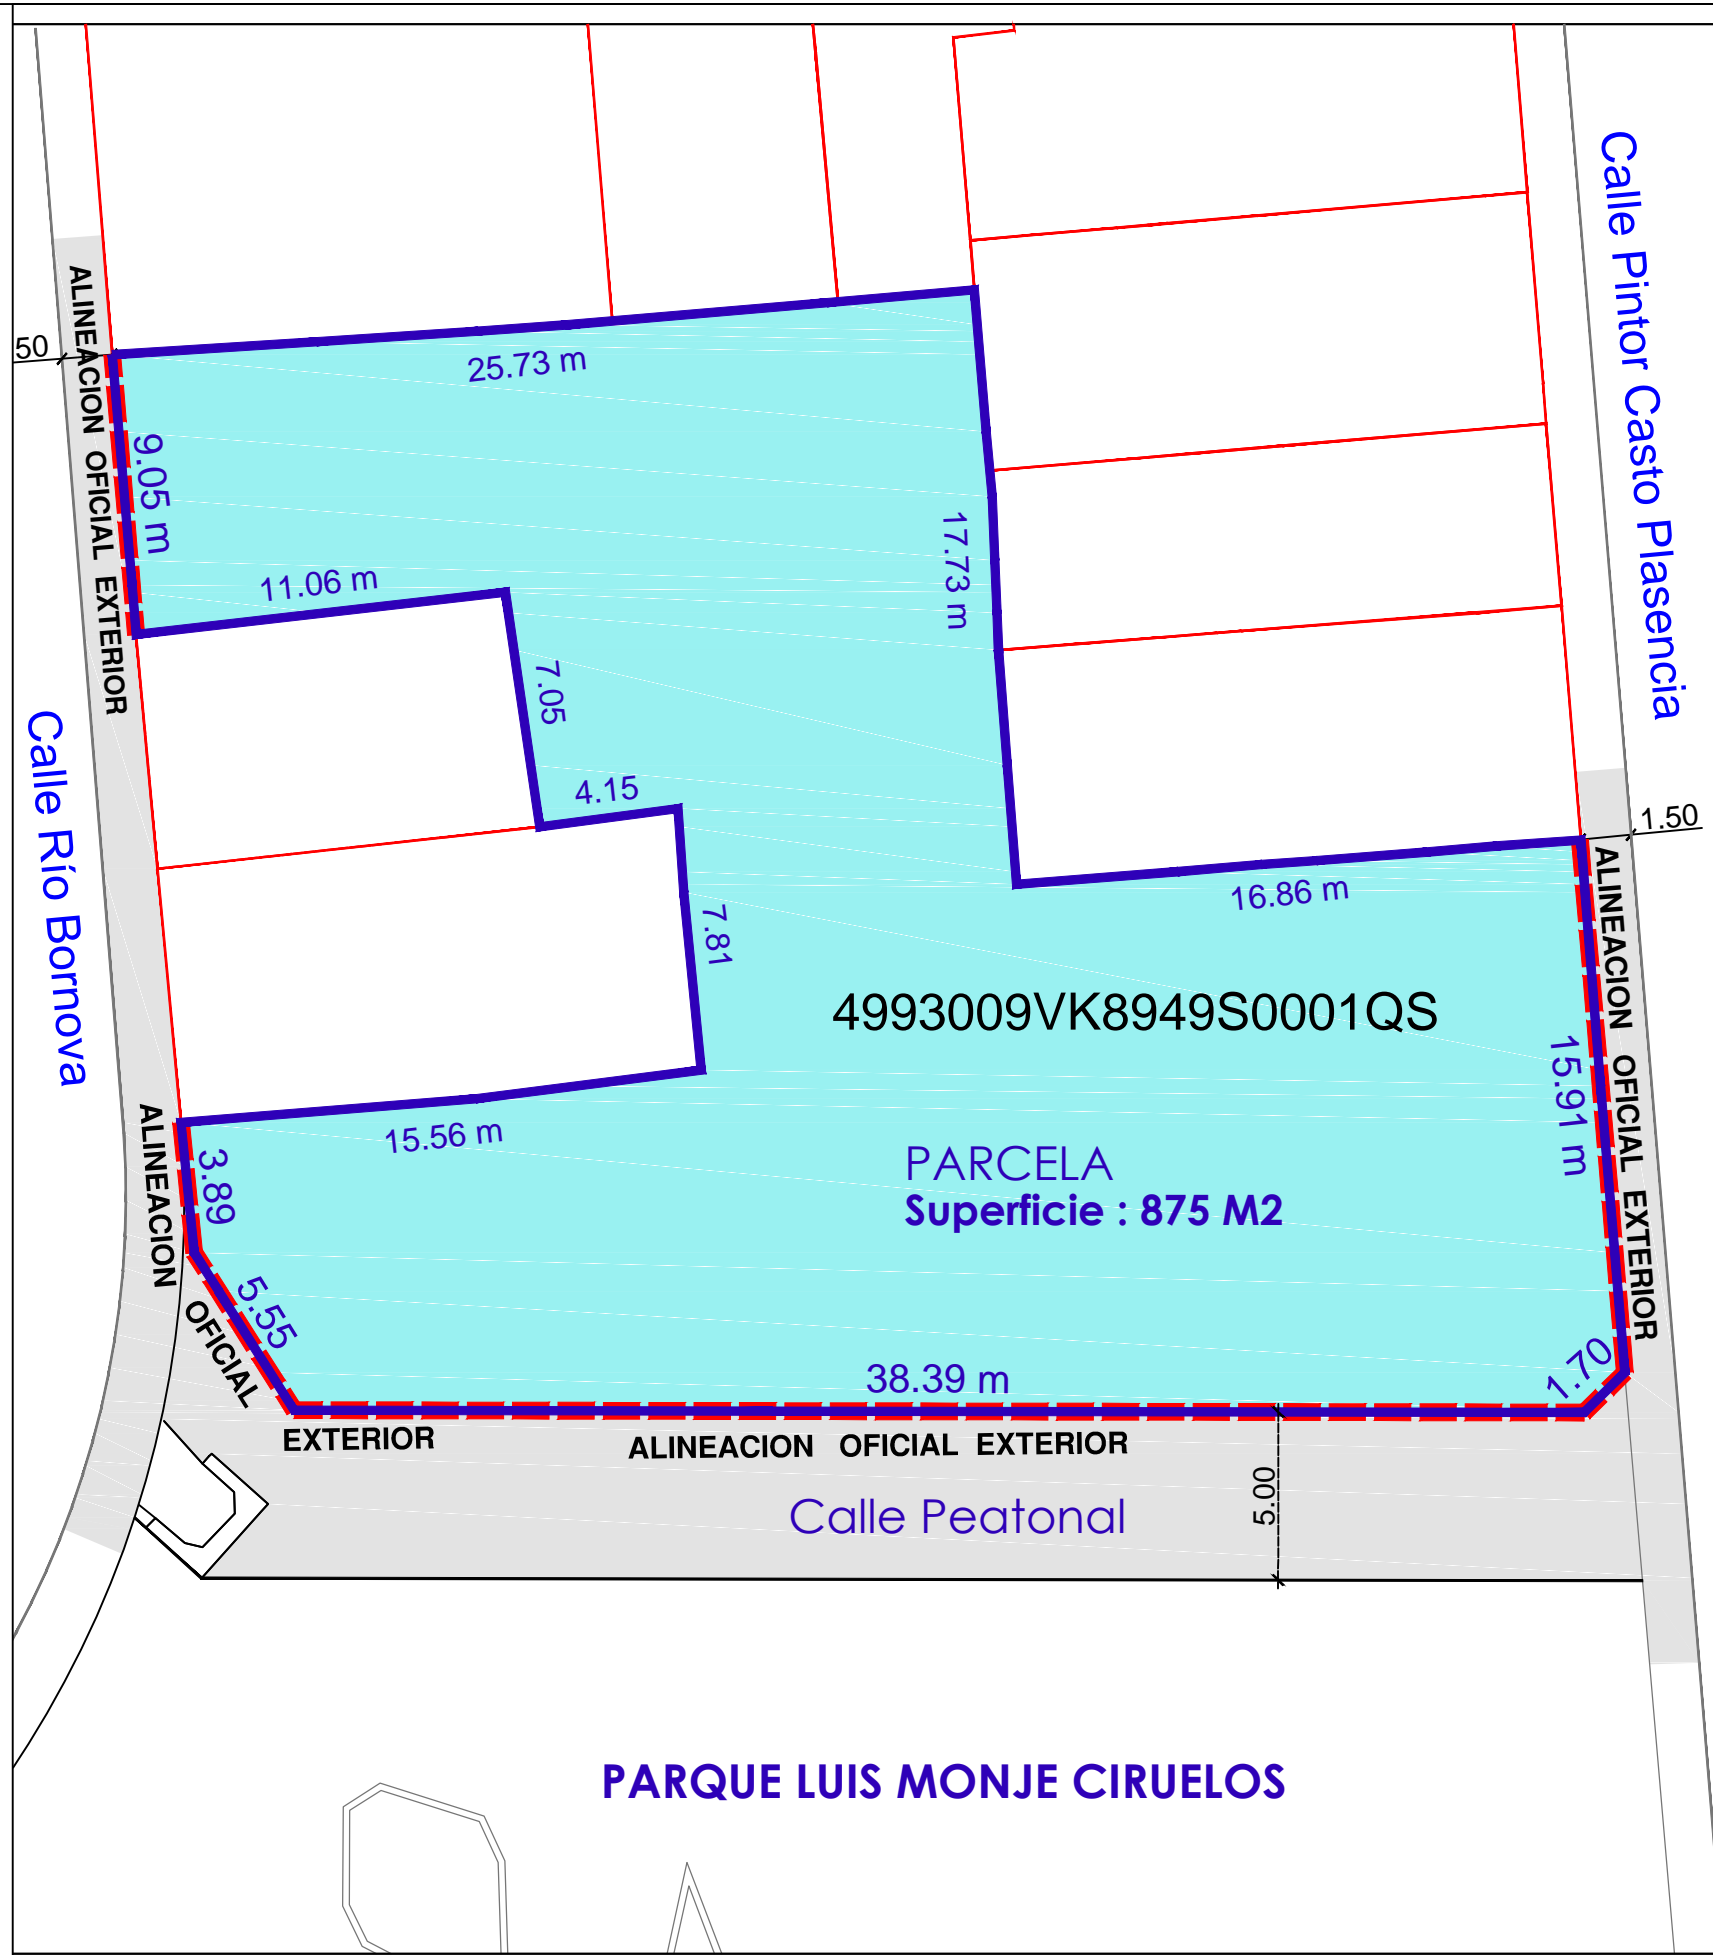 Calle Pintor Casto Plasencia
ALINEACION OFICIAL EXTERIOR
50
25.73 m
9.05 m
11.06 m
17.73 m
7.05
4.15
Calle Río Bornova
1.50
16.86 m
7.81
4993009VK8949S0001QS
ALINEACION OFICIAL EXTERIOR
15.91 m
15.56 m
PARCELA
Superficie : 875 M2
3.89
ALINEACION OFICIAL EXTERIOR
5.55
38.39 m
1.70
ALINEACION OFICIAL EXTERIOR
5.00
Calle Peatonal
PARQUE LUIS MONJE CIRUELOS